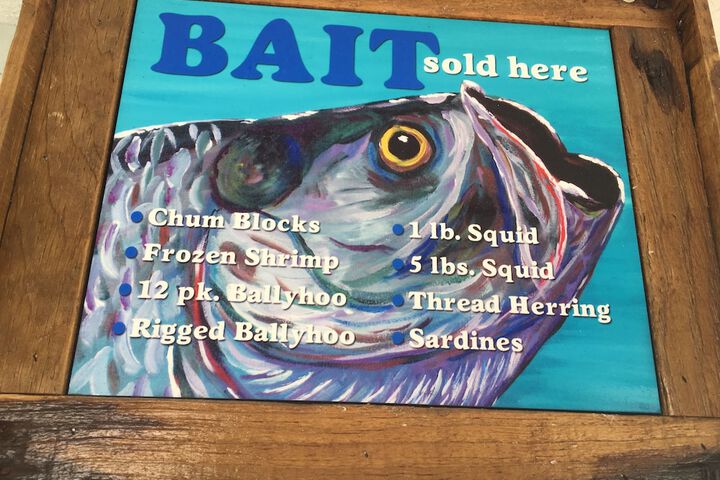 BAIT
sold here
Chum Blocks
Frozen Shrimp
12 pk. Ballyhoo
Rigged Ballyhoo
1 lb. Squid
5 lbs. Squid
Thread Herring
Sardines